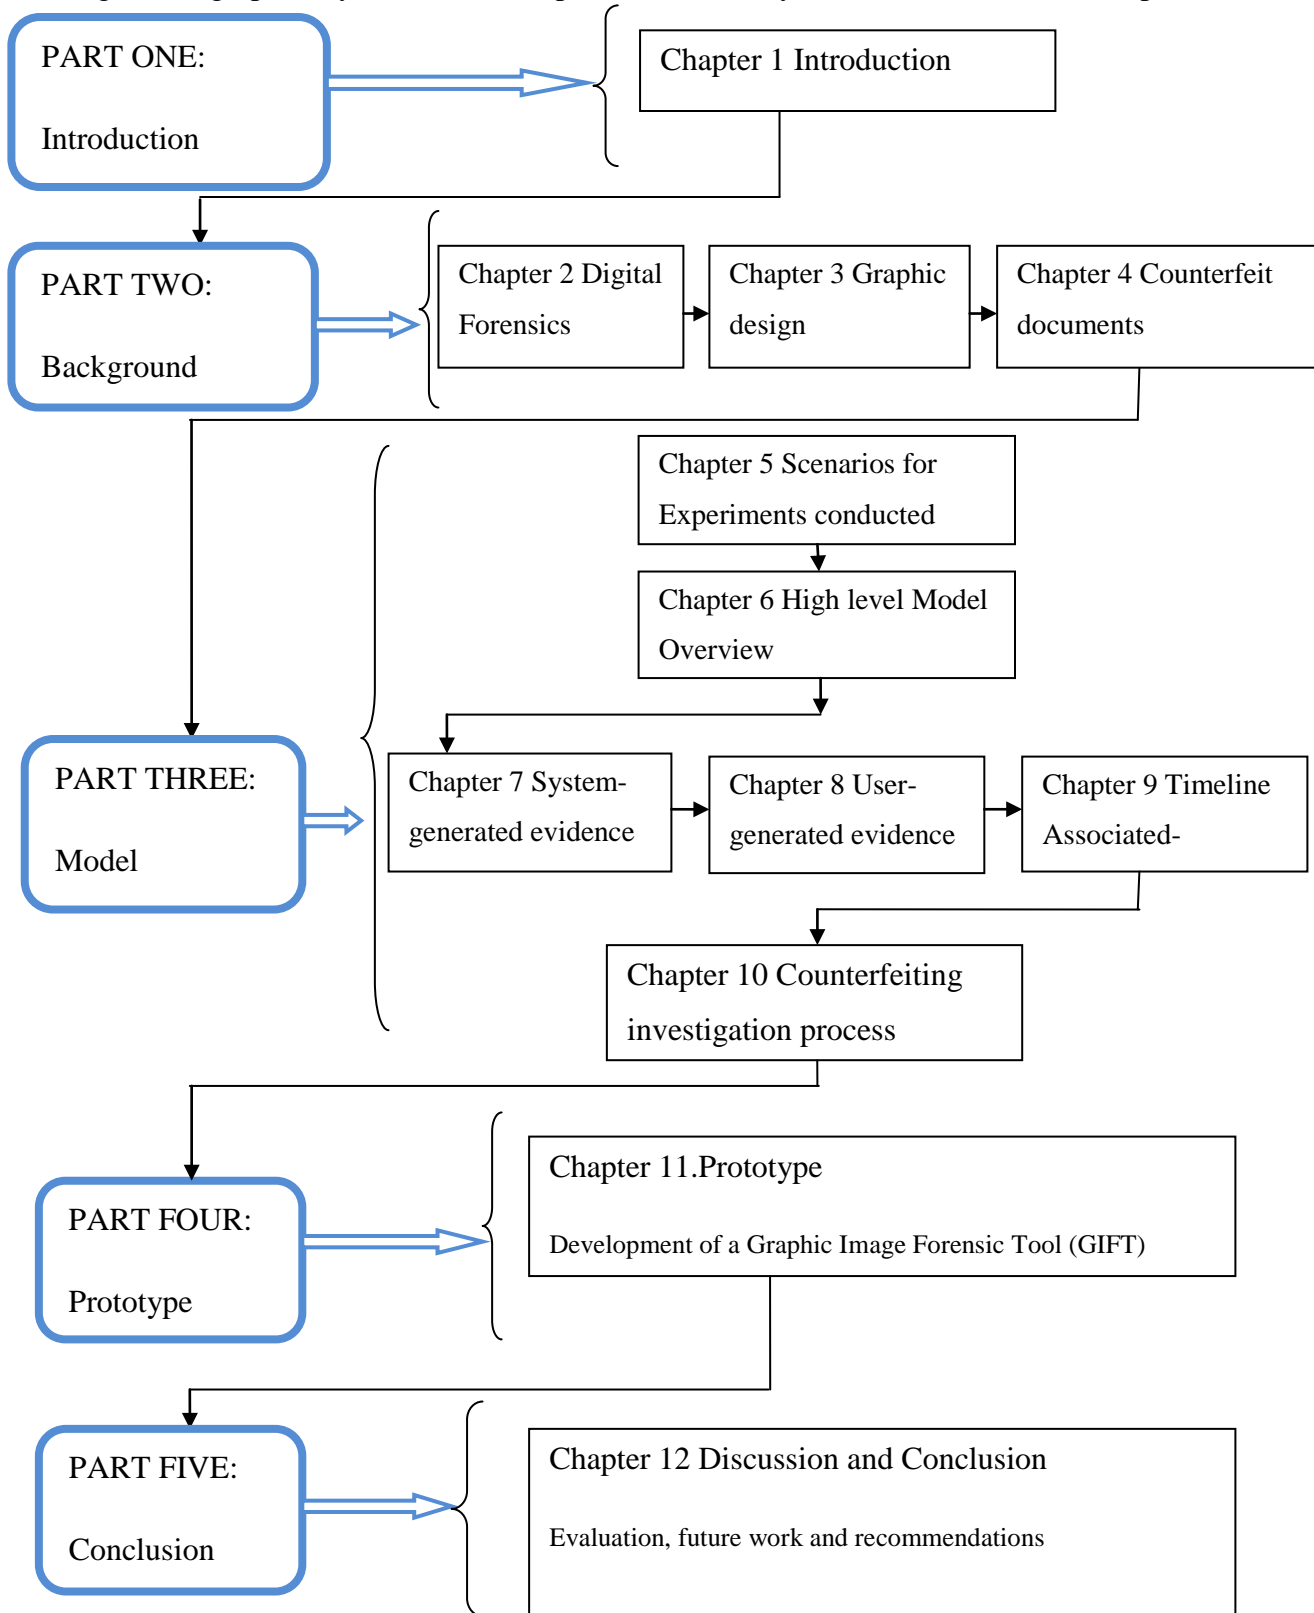 PART ONE:
Introduction
Chapter 1 Introduction
PART TWO:
Background
Chapter 2 Digital
Forensics
Chapter 3 Graphic
design
Chapter 4 Counterfeit
documents
Chapter 5 Scenarios for
Experiments conducted
Chapter 6 High level Model
Overview
PART THREE:
Model
Chapter 7 System-
generated evidence
Chapter 8 User-
generated evidence
Chapter 9 Timeline
Associated-
Chapter 10 Counterfeiting
investigation process
PART FOUR:
Prototype
Chapter 11.Prototype
Development of a Graphic Image Forensic Tool (GIFT)
PART FIVE:
Conclusion
Chapter 12 Discussion and Conclusion
Evaluation, future work and recommendations